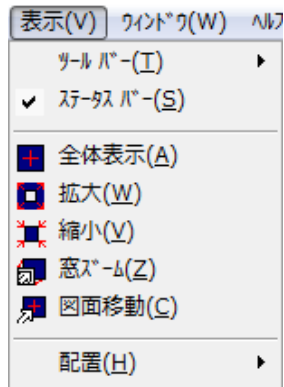 表示(V) ｳｨﾝﾄﾞｳ(W) ﾍﾙﾌ
ﾂｰﾙ ﾊﾞｰ(T)
ｽﾃｰﾀｽ ﾊﾞｰ(S)
全体表示(A)
拡大(W)
縮小(V)
窓ｽﾞｰﾑ(Z)
図面移動(C)
配置(H)